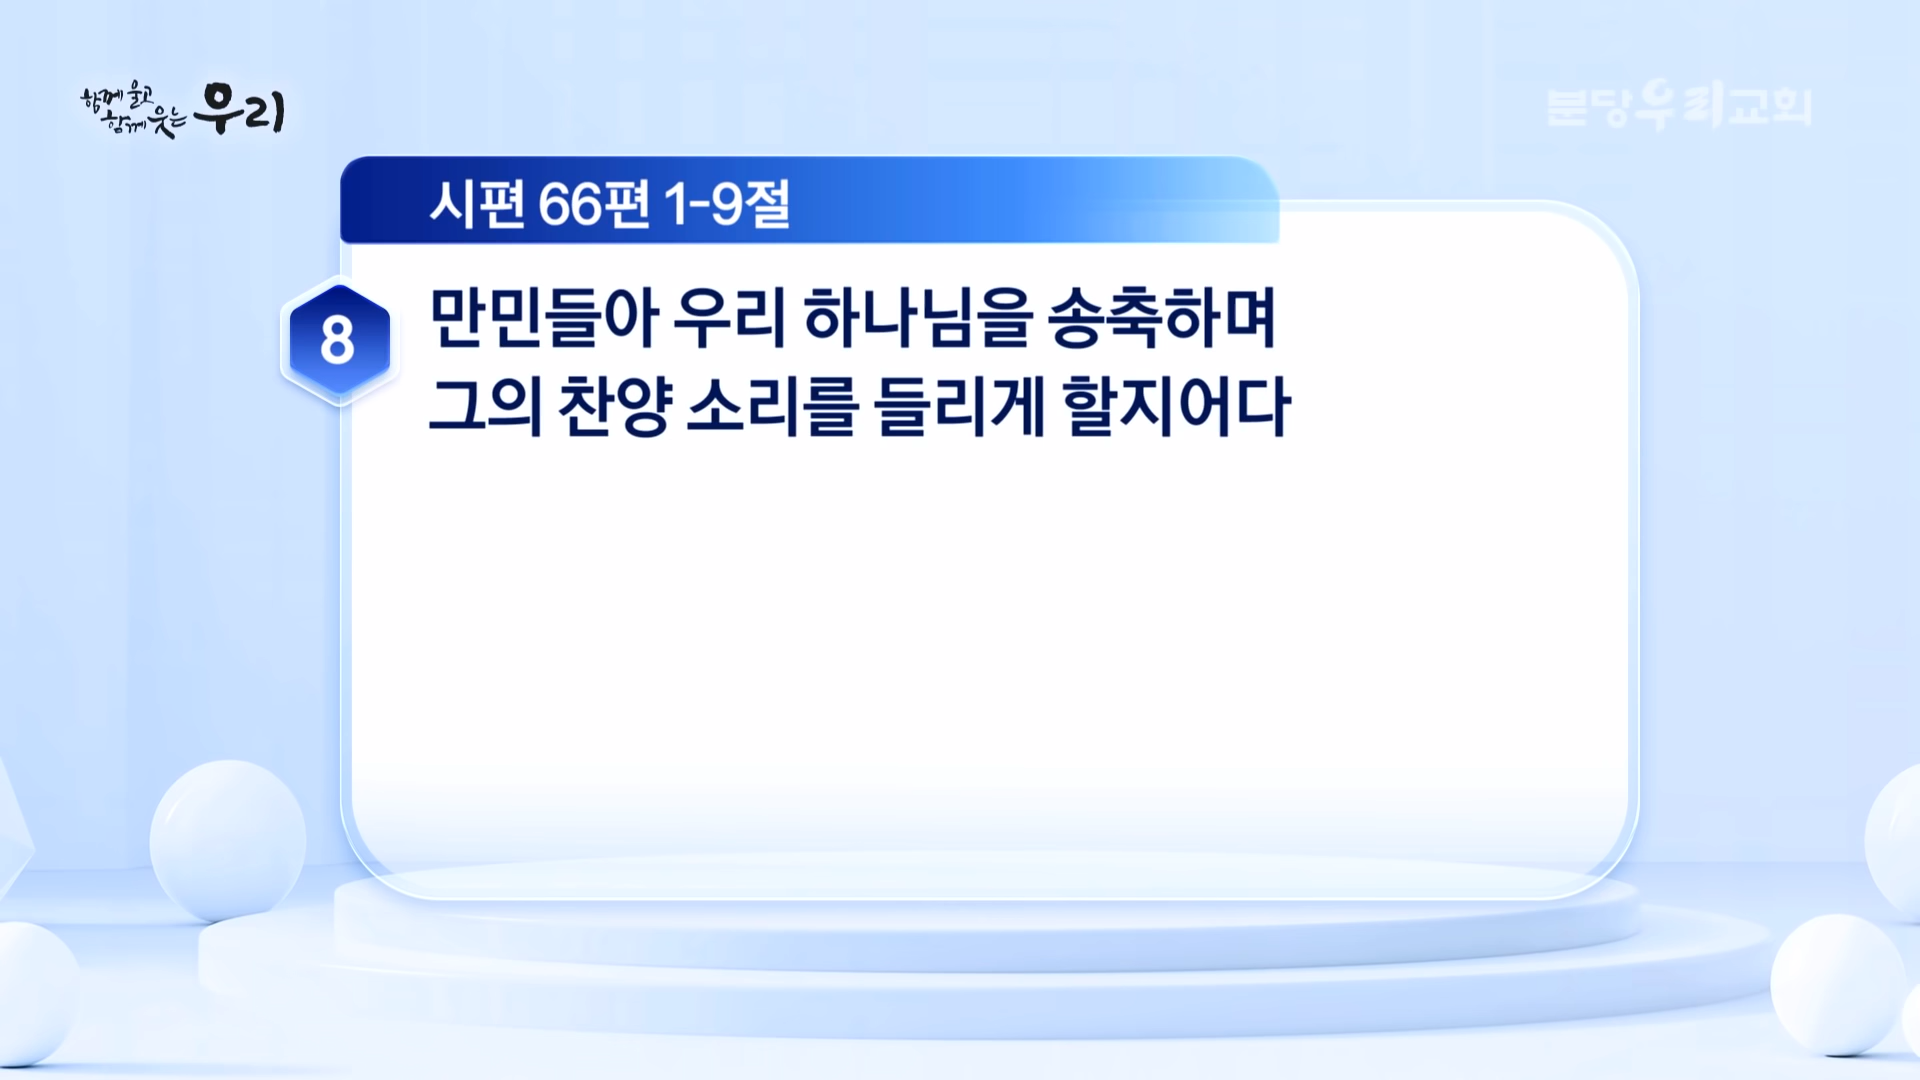 함께 울고
함께 웃는 우리
분당우리교회
시편 66편 1-9절
8
만민들아 우리 하나님을 송축하며
그의 찬양 소리를 들리게 할지어다